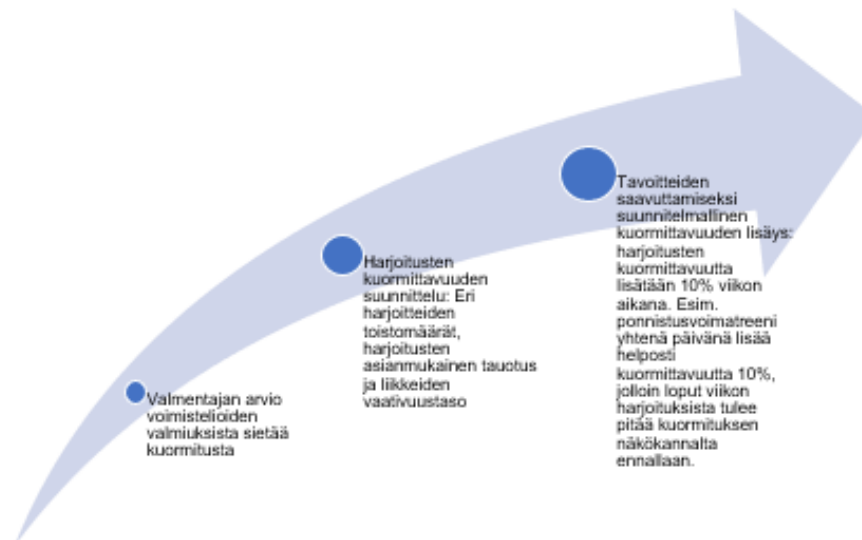 Valmentajan arvio
voimistelioiden
valmiuksista sietää
kuormitusta
Harjoitusten
kuormittavuuden
suunnittelu: Eri
harjoitteiden
toistomäärät,
harjoitusten
asianmukainen tauotus
ja liikkeiden
vaativuustaso
Tavoitteiden
saavuttamiseksi
suunnitelmallinen
kuormittavuuden lisäys:
harjoitusten
kuormittavuutta
lisätään 10% viikon
aikana. Esim.
ponnistusvoimatreeni
yhtenä päivänä lisää
helposti
kuormittavuutta 10%,
jolloin loput viikon
harjoituksista tulee
pitää kuormituksen
näkökannalta
ennallaan.